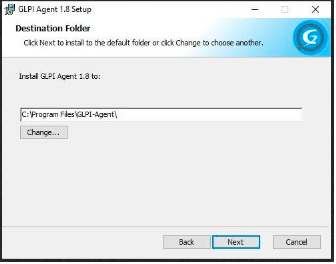 GLPI Agent 1.8 Setup
Destination Folder
Click Next to install to the default folder or click Change to choose another.
G
Install GLPI Agent 1.8 to:
C:\Program Files\GLPI-Agent\
Change...
Back Next Cancel